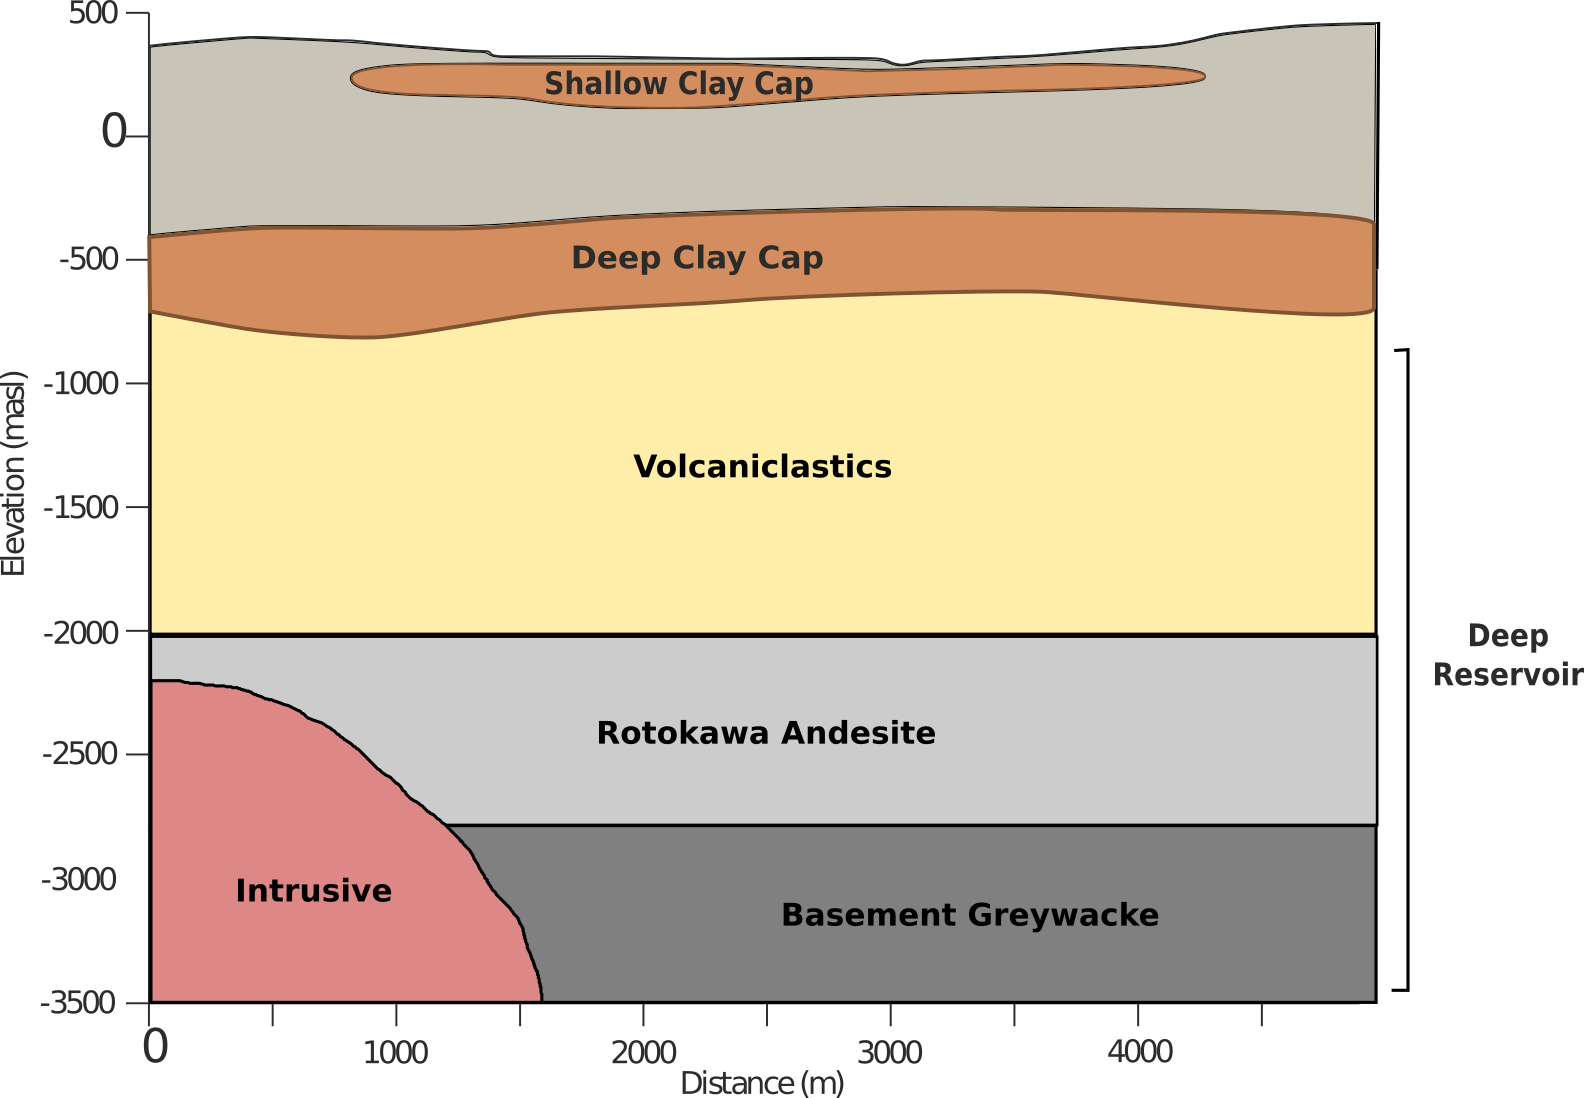 500
0
-500
-1000
-1500
-2000
-2500
-3000
-3500
Elevation (masl)
Shallow Clay Cap
Deep Clay Cap
Volcaniclastics
Rotokawa Andesite
Intrusive
Basement Greywacke
Deep
Reservoir
0
1000
2000
3000
4000
Distance (m)